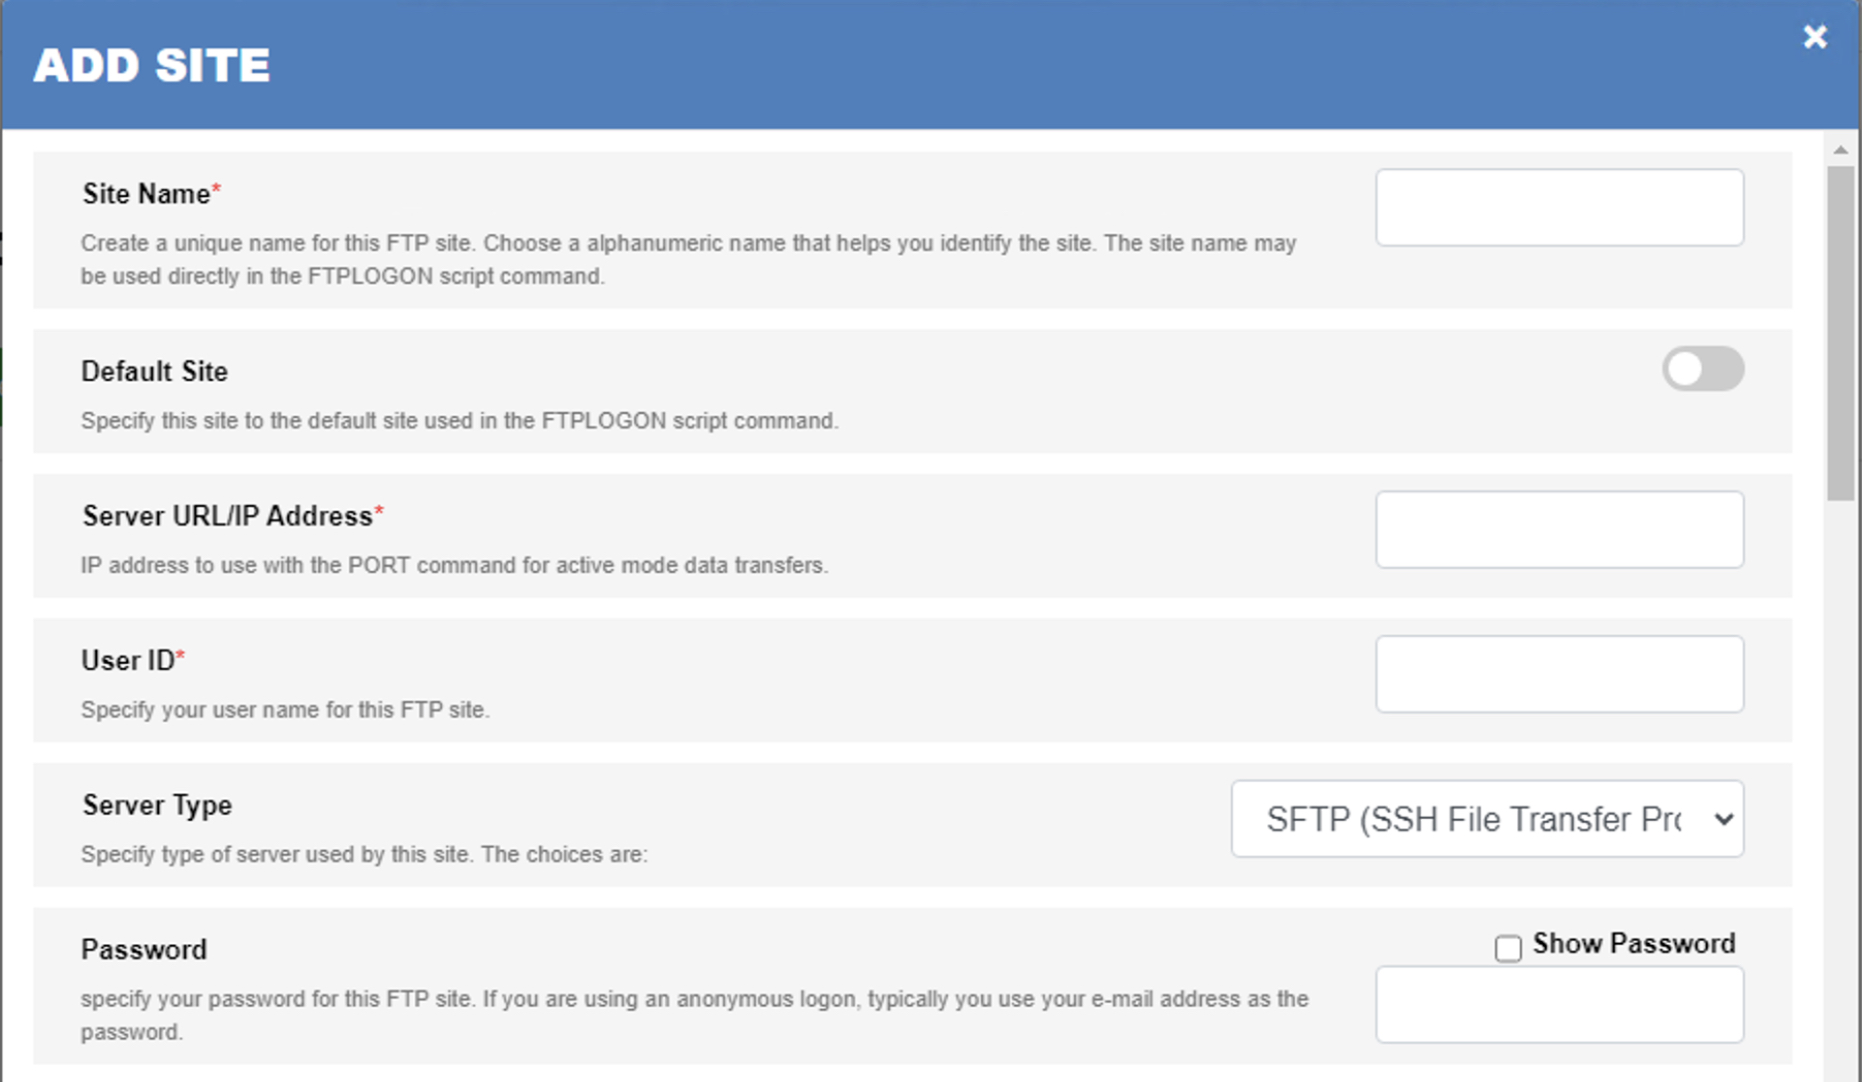 ADD SITE
×
Site Name*
Create a unique name for this FTP site. Choose a alphanumeric name that helps you identify the site. The site name may
be used directly in the FTPLOGON script command.
Default Site
Specify this site to the default site used in the FTPLOGON script command.
Server URL/IP Address*
IP address to use with the PORT command for active mode data transfers.
User ID*
Specify your user name for this FTP site.
Server Type
SFTP (SSH File Transfer Pro
Specify type of server used by this site. The choices are:
Password
Show Password
specify your password for this FTP site. If you are using an anonymous logon, typically you use your e-mail address as the
password.